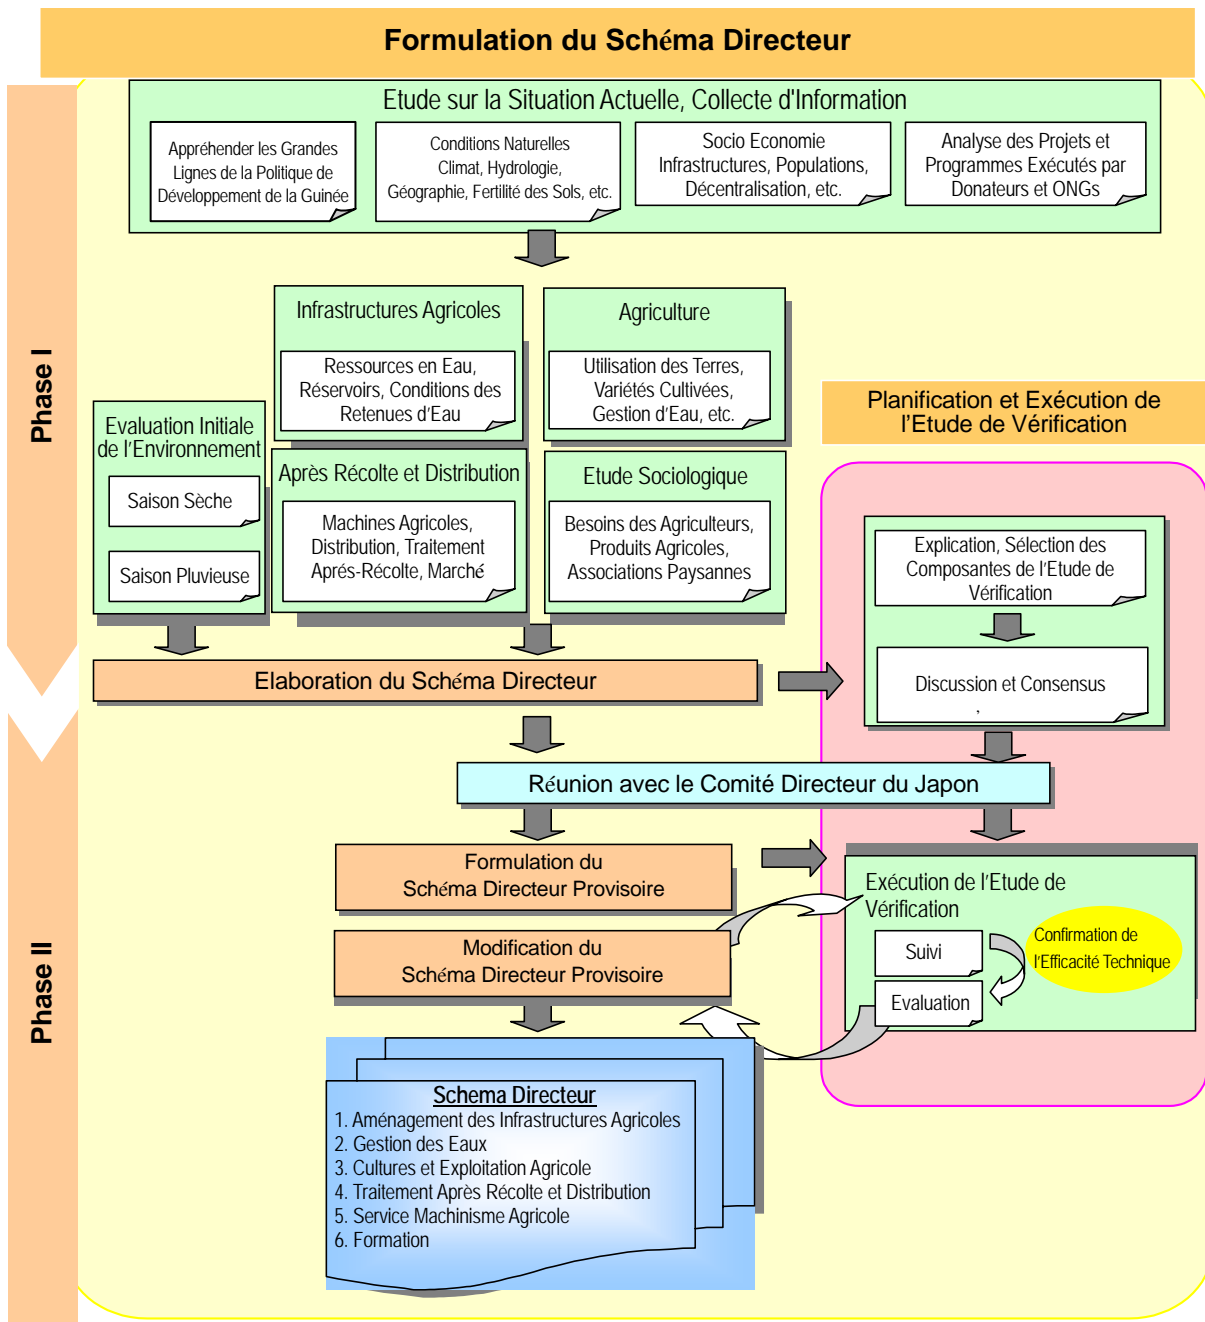 Formulation du Schéma Directeur
Phase I
Etude sur la Situation Actuelle, Collecte d'Information
Appréhender les Grandes
Lignes de la Politique de
Développement de la Guinée
Conditions Naturelles
Climat, Hydrologie,
Géographie, Fertilité des Sols, etc.
Socio Economie
Infrastructures, Populations,
Décentralisation, etc.
Analyse des Projets et
Programmes Exécutés par
Donateurs et ONGs
Infrastructures Agricoles
Ressources en Eau,
Réservoirs, Conditions des
Retenues d'Eau
Agriculture
Utilisation des Terres,
Variétés Cultivées,
Gestion d'Eau, etc.
Evaluation Initiale
de l'Environnement
Saison Sèche
Saison Pluvieuse
Après Récolte et Distribution
Machines Agricoles,
Distribution, Traitement
Aprés-Récolte, Marché
Etude Sociologique
Besoins des Agriculteurs,
Produits Agricoles,
Associations Paysannes
Planification et Exécution de
l'Etude de Vérification
Explication, Sélection des
Composantes de l'Etude de
Vérification
Discussion et Consensus
,
Elaboration du Schéma Directeur
Phase II
Réunion avec le Comité Directeur du Japon
Formulation du
Schéma Directeur Provisoire
Modification du
Schéma Directeur Provisoire
Exécution de l'Etude de
Vérification
Suivi
Evaluation
Confirmation de
l'Efficacité Technique
Schema Directeur
1. Aménagement des Infrastructures Agricoles
2. Gestion des Eaux
3. Cultures et Exploitation Agricole
4. Traitement Après Récolte et Distribution
5. Service Machinisme Agricole
6. Formation